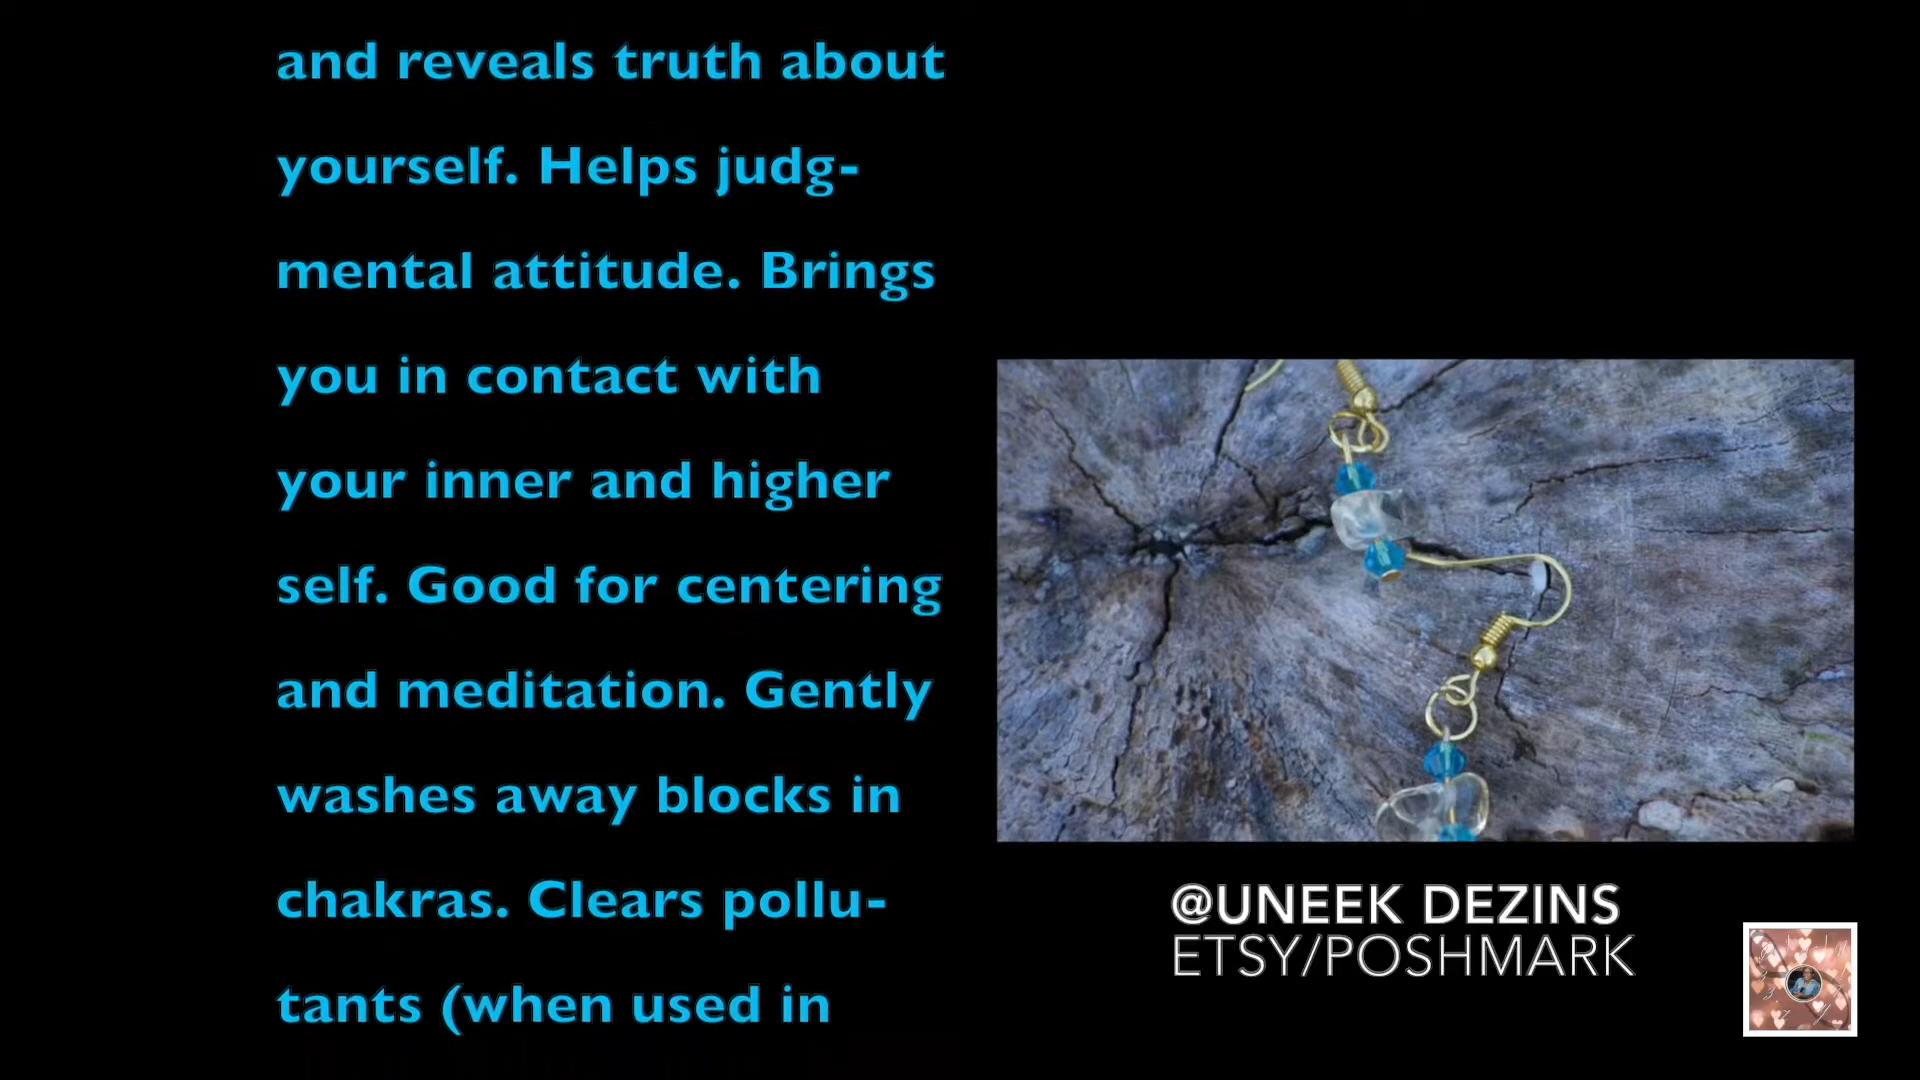 and reveals truth about
yourself. Helps judg-
mental attitude. Brings
you in contact with
your inner and higher
self. Good for centering
and meditation. Gently
washes away blocks in
chakras. Clears pollu-
tants (when used in
@UNEEK DEZINS
ETSY/POSHMARK